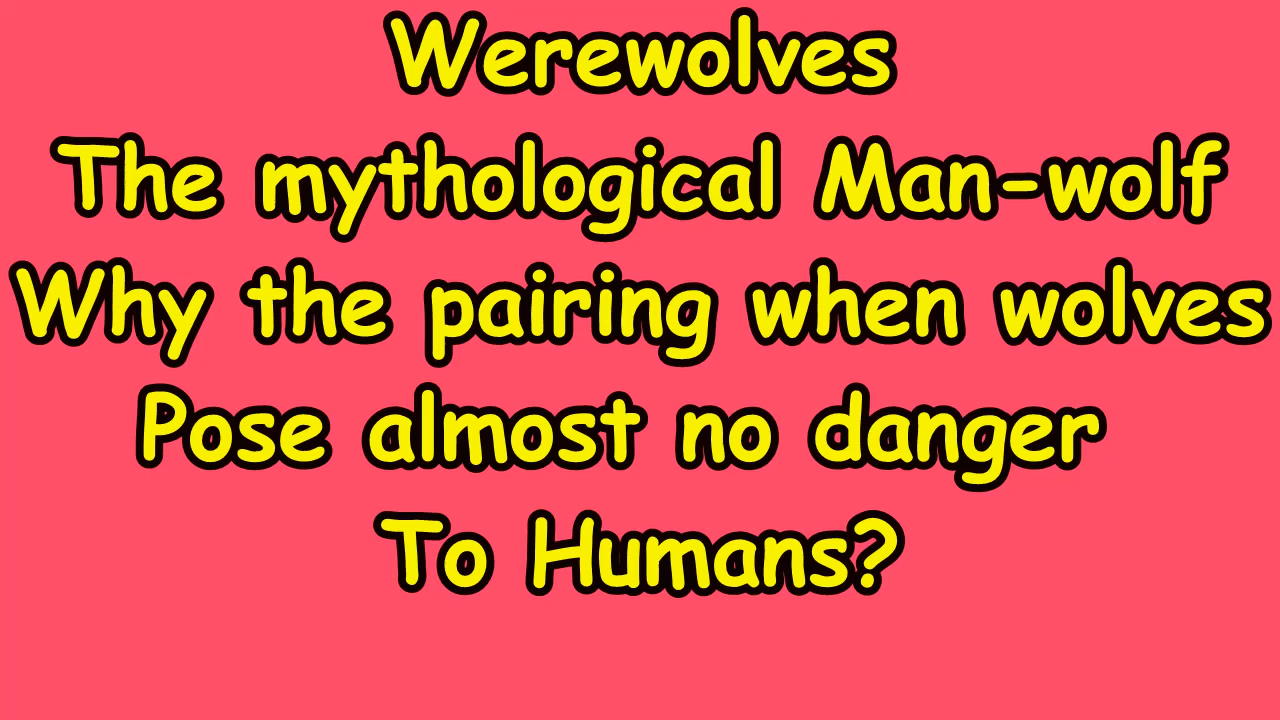 Werewolves
The mythological Man-wolf
Why the pairing when wolves
Pose almost no danger
To Humans?